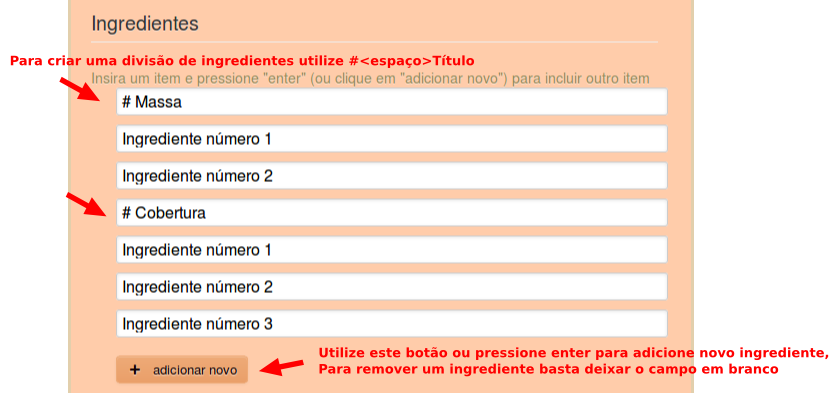 Ingredientes
Para criar uma divisão de ingredientes utilize #<espaço>Título
Insira um item e pressione "enter" (ou clique em "adicionar novo") para incluir outro item
# Massa
Ingrediente número 1
Ingrediente número 2
# Cobertura
Ingrediente número 1
Ingrediente número 2
Ingrediente número 3
+ adicionar novo
Utilize este botão ou pressione enter para adicione novo ingrediente,
Para remover um ingrediente basta deixar o campo em branco